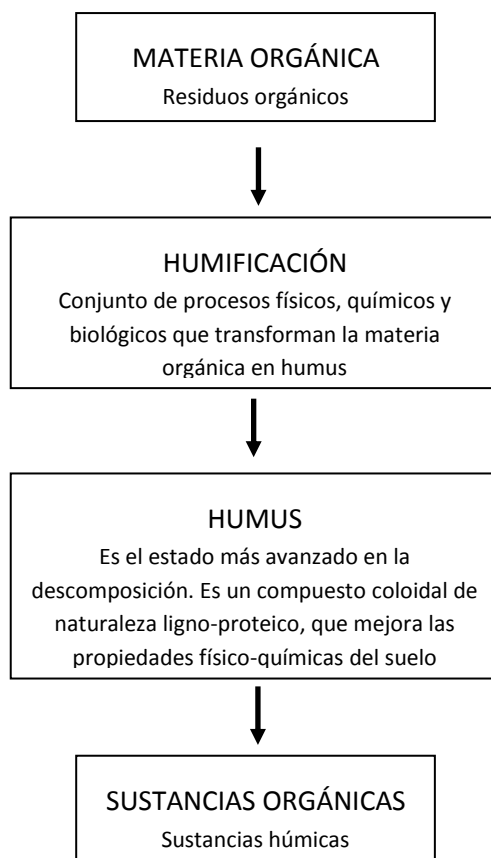 MATERIA ORGÁNICA
Residuos orgánicos
HUMIFICACIÓN
Conjunto de procesos físicos, químicos y
biológicos que transforman la materia
orgánica en humus
HUMUS
Es el estado más avanzado en la
descomposición. Es un compuesto coloidal de
naturaleza ligno-proteico, que mejora las
propiedades físico-químicas del suelo
SUSTANCIAS ORGÁNICAS
Sustancias húmicas